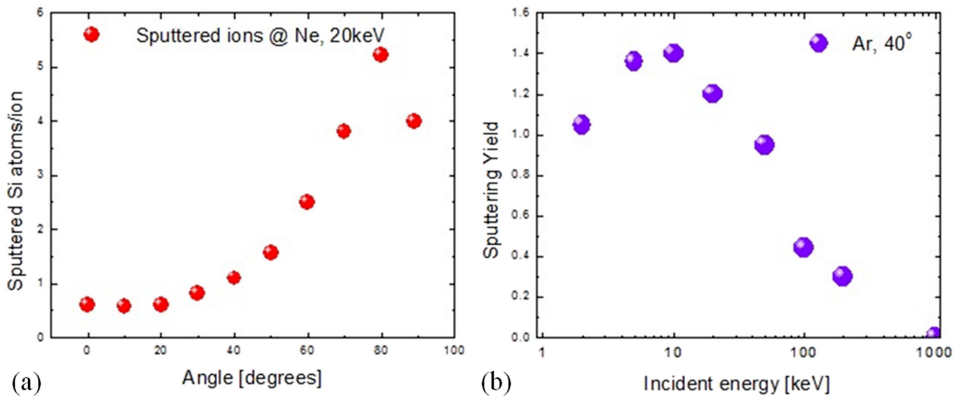 Sputtered ions @ Ne, 20keV
Sputtered Si atoms/ion
6
5
4
3
2
1
0
0 20 40 60 80 100
Angle [degrees]
(a)
Ar, 40°
Sputtering Yield
1.6
1.4
1.2
1.0
0.8
0.6
0.4
0.2
0.0
1 10 100 1000
Incident energy [keV]
(b)